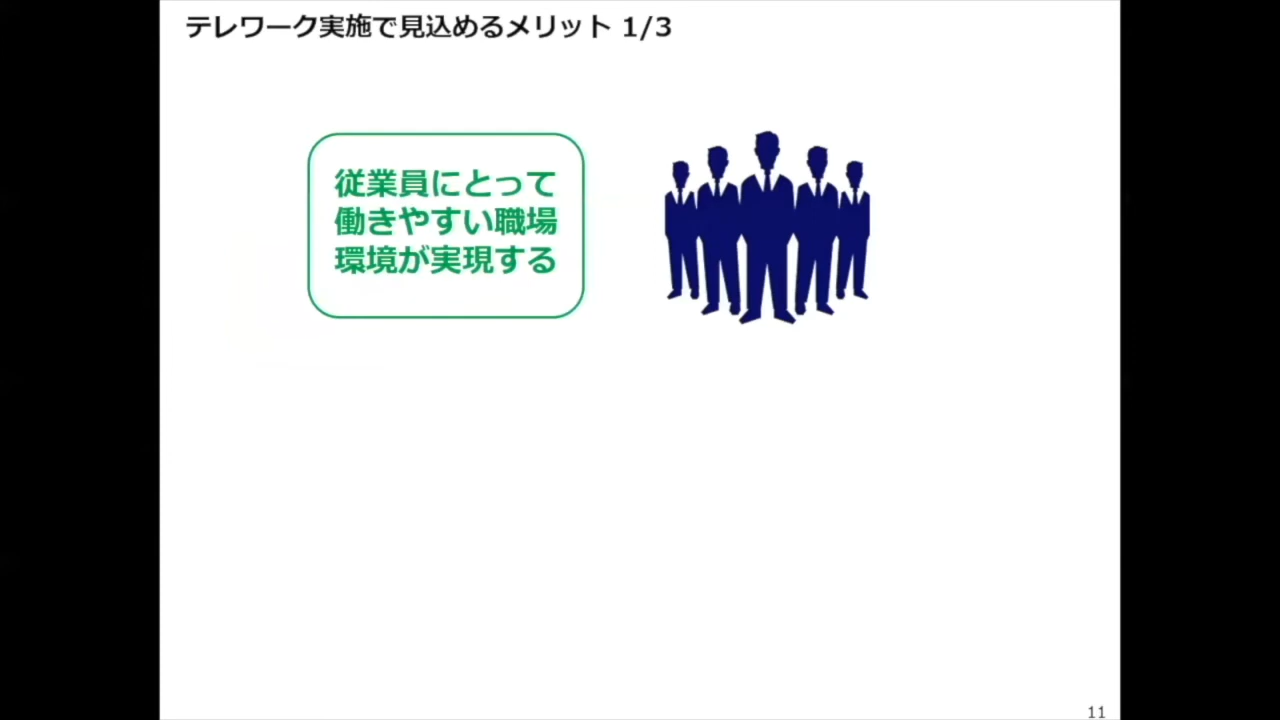 テレワーク実施で見込めるメリット 1/3
従業員にとって
働きやすい職場
環境が実現する
11